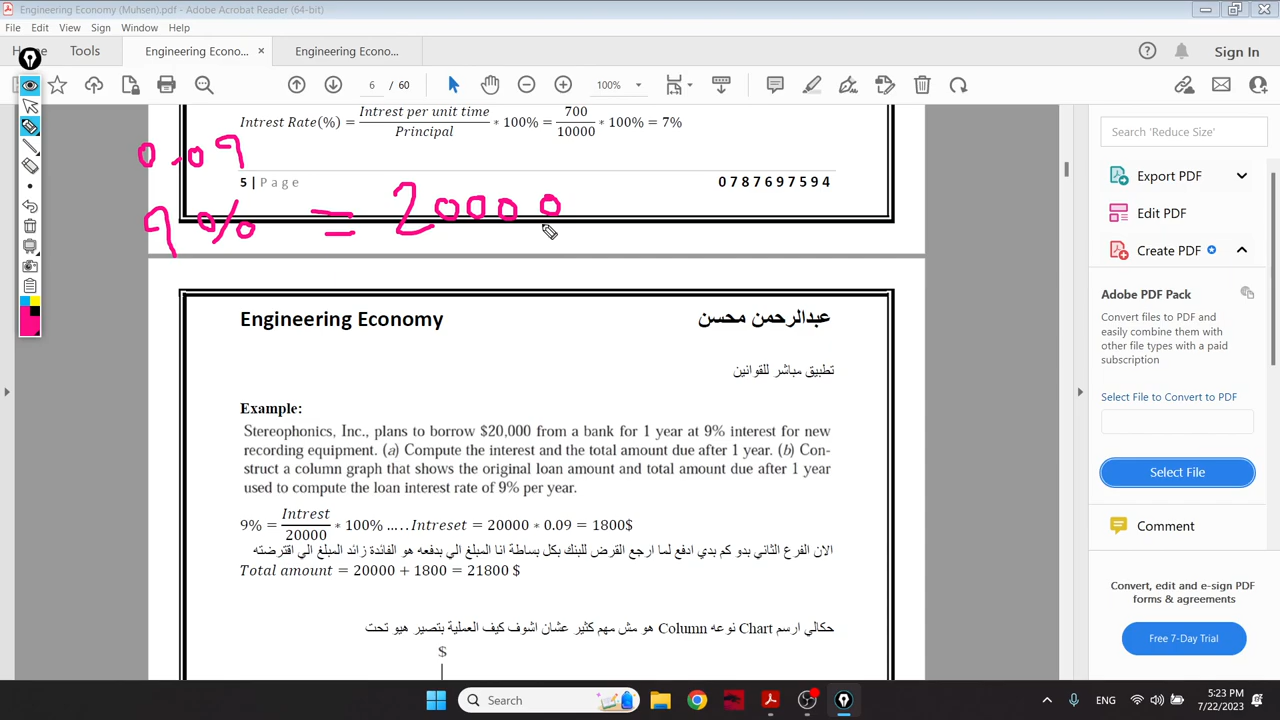 Engineering Economy (Muhsen).pdf - Adobe Acrobat Reader (64-bit)
File Edit View Sign Window Help
Home Tools Engineering Econo... × Engineering Econo... Sign In
6 / 60 100%
Intrest Rate(%) = Intrest per unit time / Principal * 100% = 700 / 10000 * 100% = 7%
0.09
5 | Page 0787697594
9% = 20000
Engineering Economy عبدالرحمن محسن
تطبيق مباشر للقوانين
Example:
Stereophonics, Inc., plans to borrow $20,000 from a bank for 1 year at 9% interest for new
recording equipment. (a) Compute the interest and the total amount due after 1 year. (b) Con-
struct a column graph that shows the original loan amount and total amount due after 1 year
used to compute the loan interest rate of 9% per year.
9% = Intrest / 20000 * 100% ..... Intreset = 20000 * 0.09 = 1800$
الان الفرع الثاني بدو كم بدي ادفع لما ارجع القرض للبنك بكل بساطة انا المبلغ الي بدفعه هو الفائدة زائد المبلغ الي اقترضته
Total amount = 20000 + 1800 = 21800 $
حكالي ارسم Chart نوعه Column هو مش مهم كثير عشان اشوف كيف العملية بتصير هيو تحت
$
Search 'Reduce Size'
Export PDF
Edit PDF
Create PDF
Adobe PDF Pack
Convert files to PDF and
easily combine them with
other file types with a paid
subscription
Select File to Convert to PDF
Select File
Comment
Convert, edit and e-sign PDF
forms & agreements
Free 7-Day Trial
Search
ENG
5:23 PM
7/22/2023